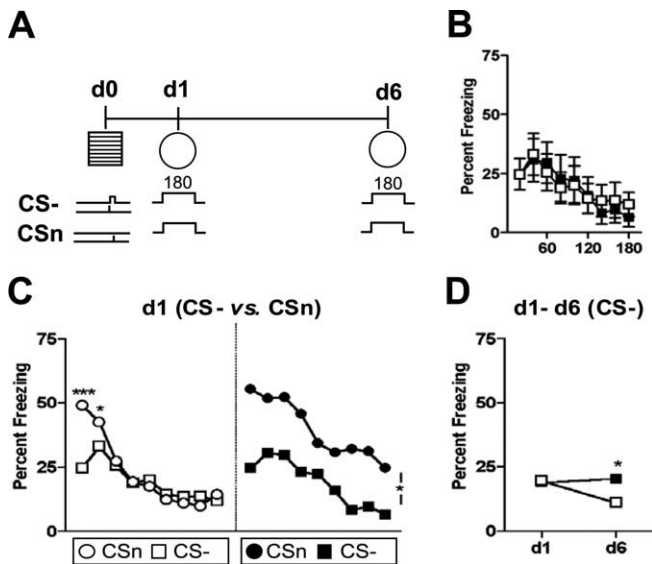 A
d0 d1 d6
180 180
CS-
CSn
B
Percent Freezing
75
50
25
0
60 120 180
C
d1 (CS- vs. CSn)
Percent Freezing
75
50
25
0
*** *
*
CSn CS- CSn CS-
D
d1- d6 (CS-)
Percent Freezing
75
50
25
0
*
d1 d6